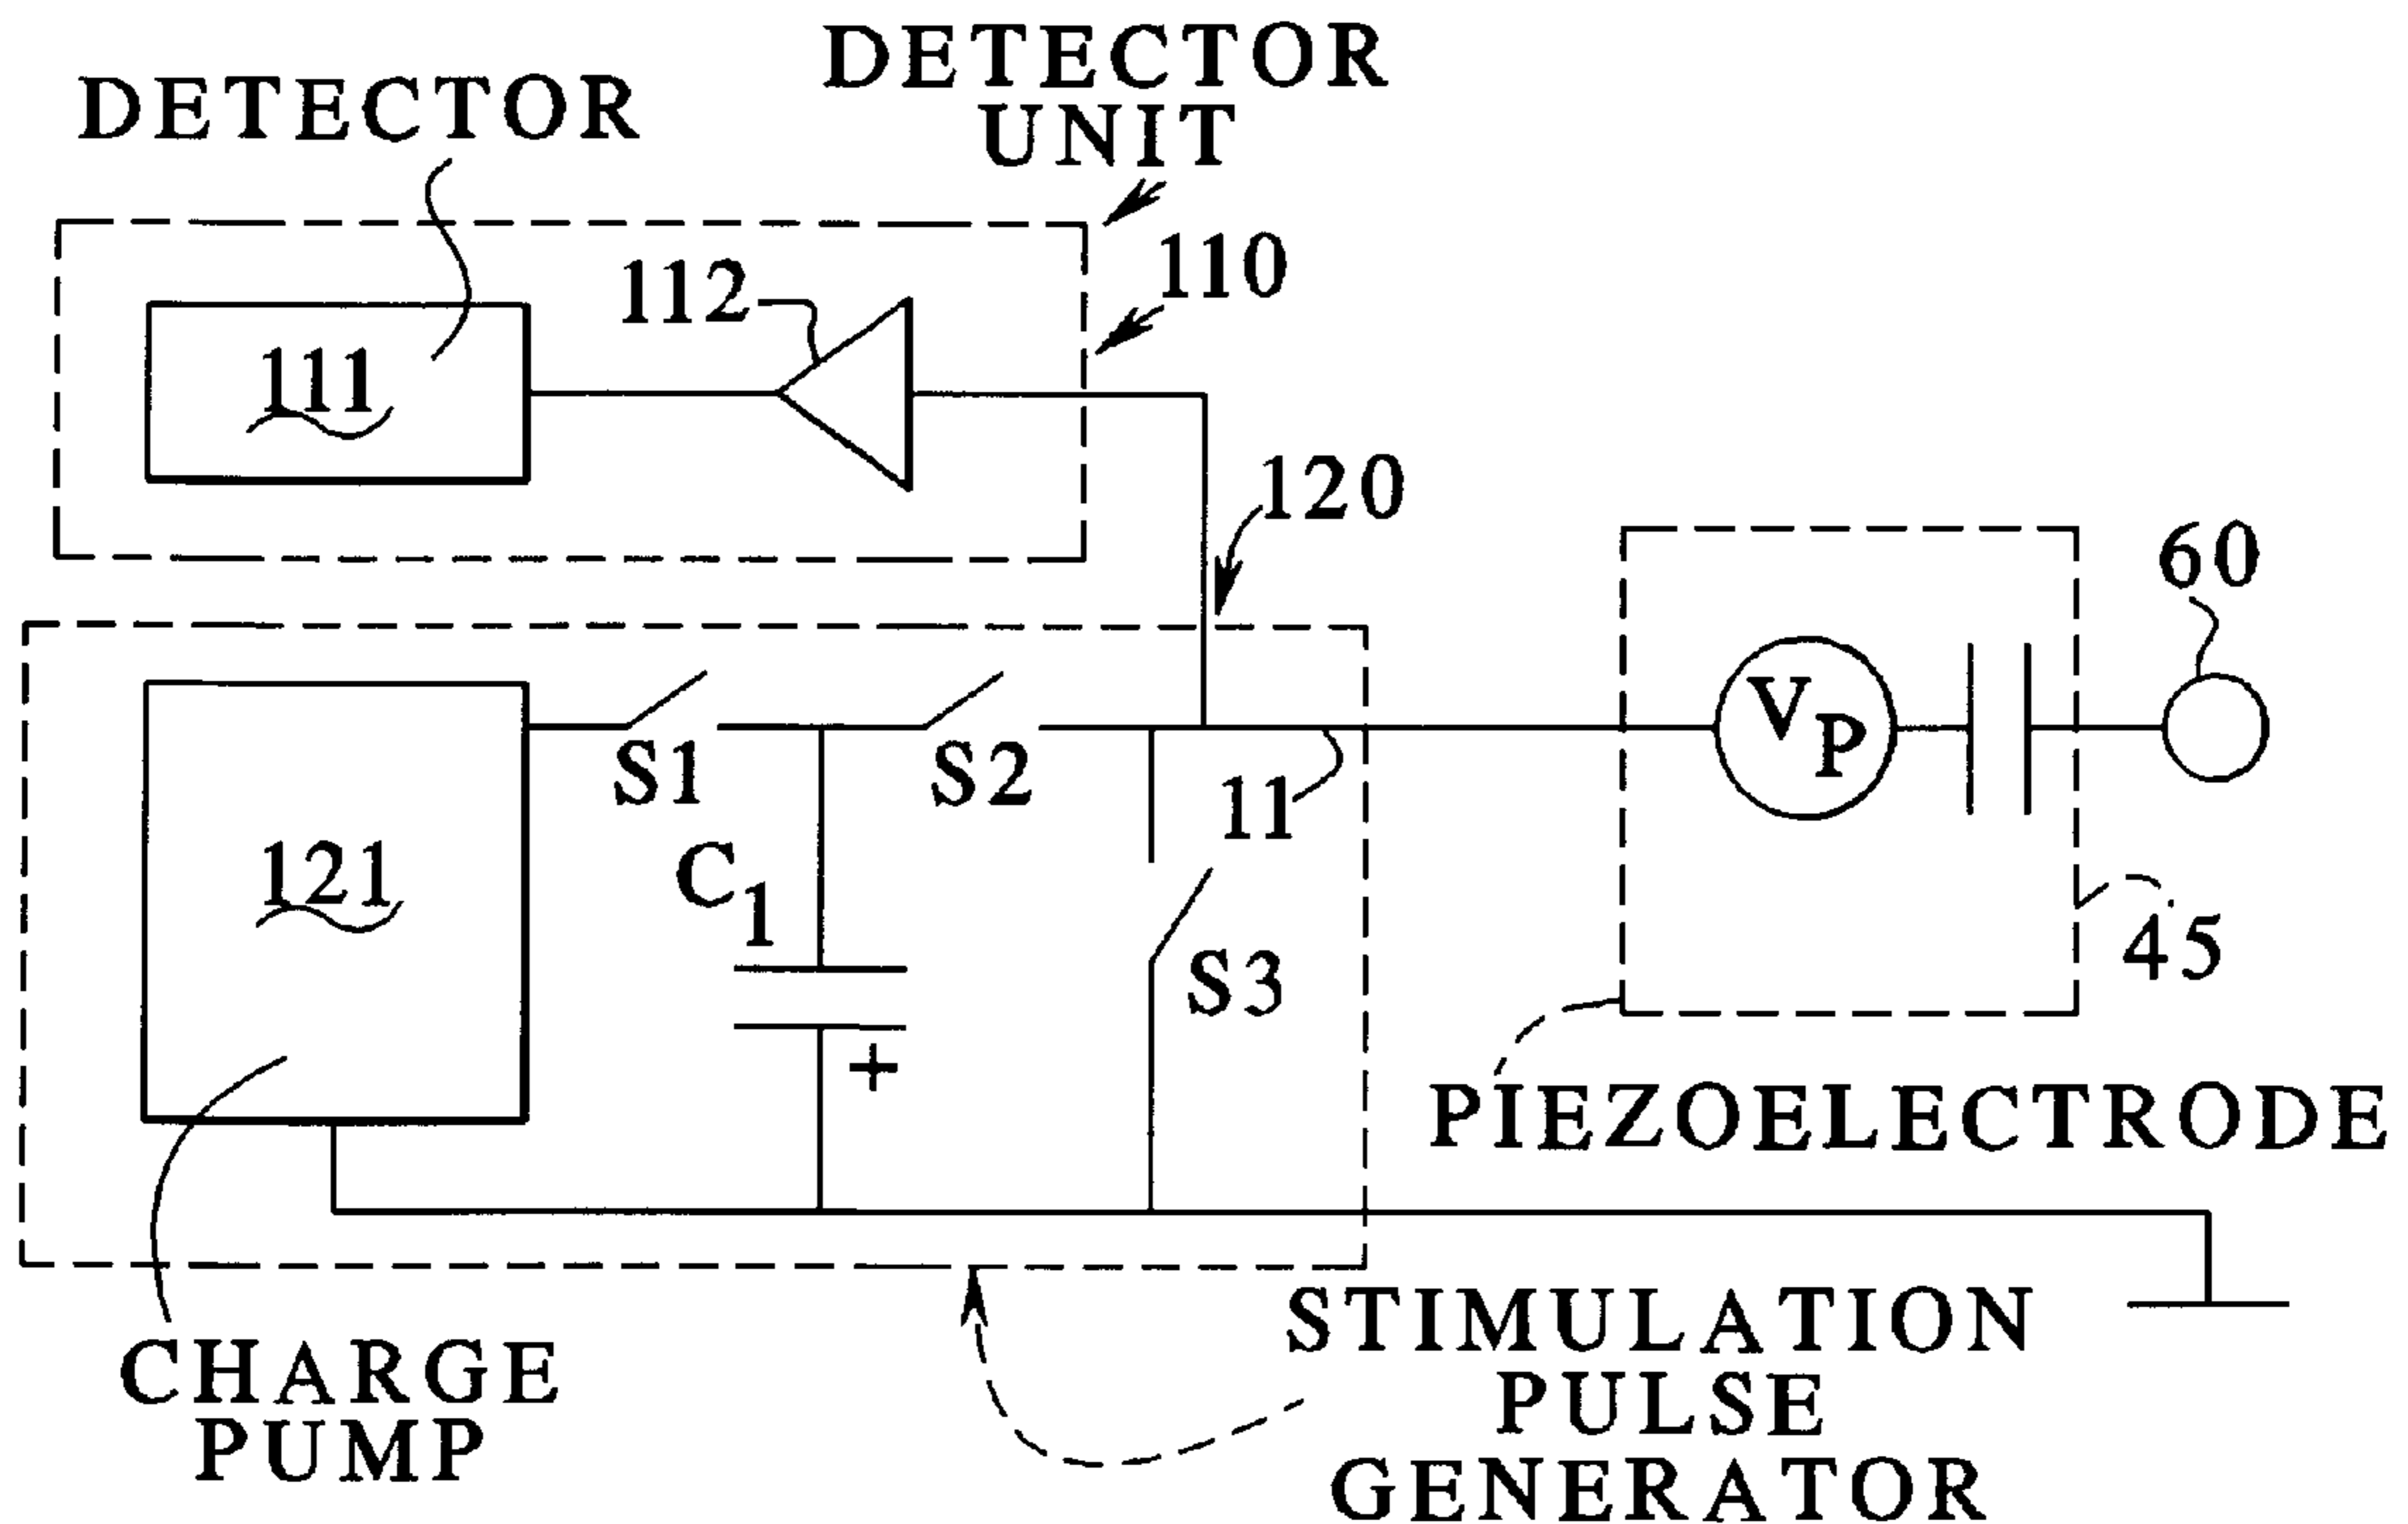 DETECTOR
UNIT
DETECTOR
110
112
111
120
60
V
P
S1
S2
11
C1
121
S3
45
+
PIEZOELECTRODE
STIMULATION
PULSE
GENERATOR
CHARGE
PUMP